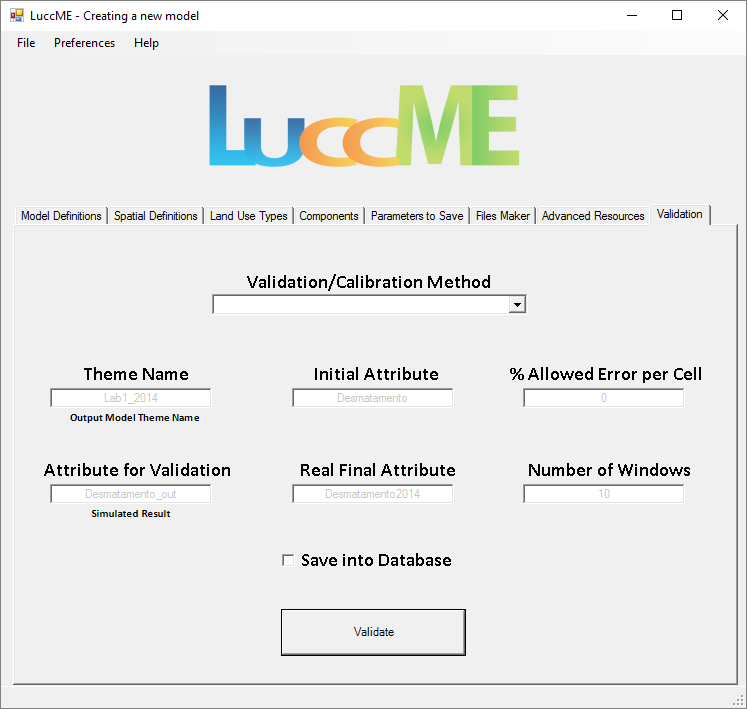 LuccME - Creating a new model
File Preferences Help
LuccME
Model Definitions Spatial Definitions Land Use Types Components Parameters to Save Files Maker Advanced Resources Validation
Validation/Calibration Method
Theme Name Initial Attribute % Allowed Error per Cell
Lab1_2014 Desmatamento 0
Output Model Theme Name
Attribute for Validation Real Final Attribute Number of Windows
Desmatamento_out Desmatamento2014 10
Simulated Result
Save into Database
Validate